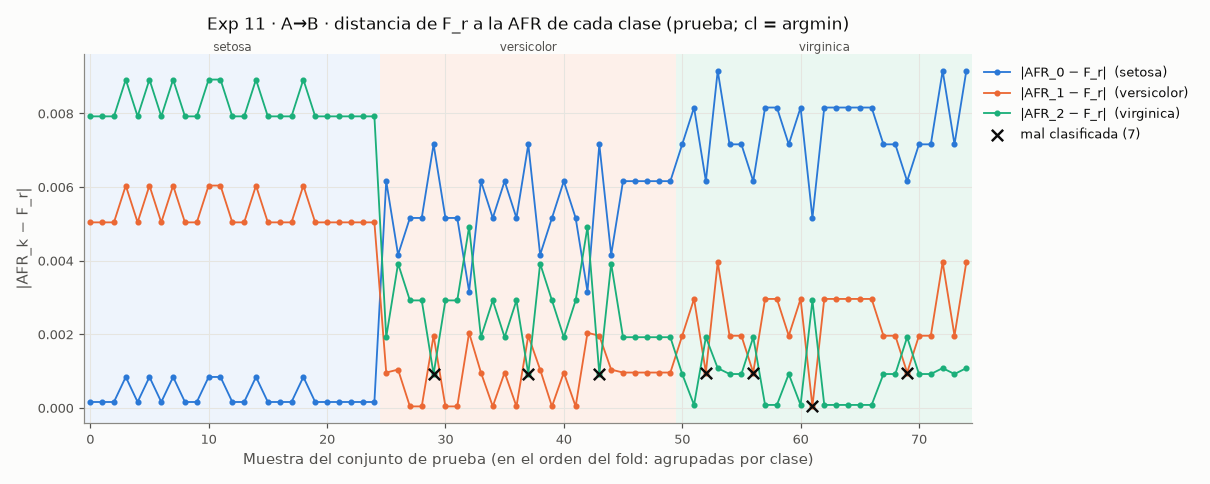 Exp 11 · A→B · distancia de F_r a la AFR de cada clase (prueba; cl = argmin)
setosa versicolor virginica
|AFR_0 − F_r| (setosa)
|AFR_1 − F_r| (versicolor)
|AFR_2 − F_r| (virginica)
mal clasificada (7)
|AFR_k − F_r|
0.008
0.006
0.004
0.002
0.000
0 10 20 30 40 50 60 70
Muestra del conjunto de prueba (en el orden del fold: agrupadas por clase)